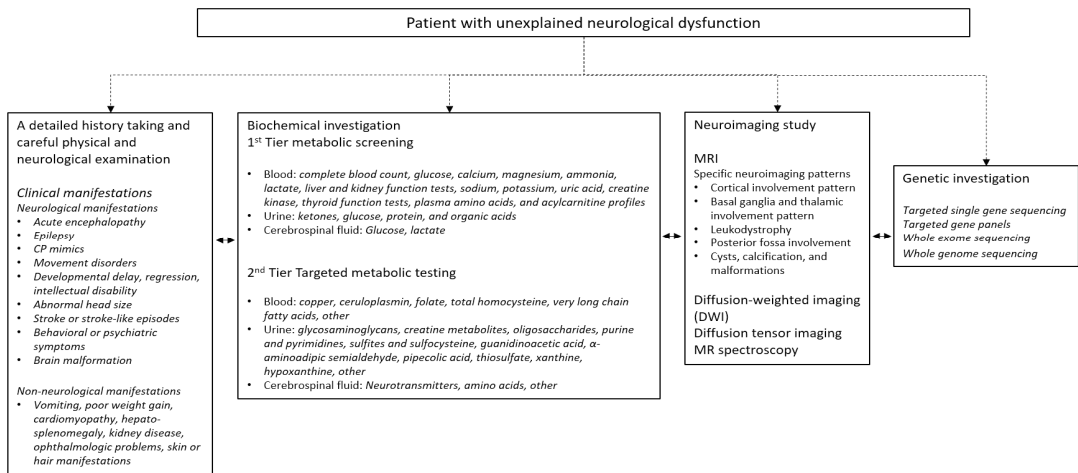 Patient with unexplained neurological dysfunction
A detailed history taking and
careful physical and
neurological examination
Clinical manifestations
Neurological manifestations
• Acute encephalopathy
• Epilepsy
• CP mimics
• Movement disorders
• Developmental delay, regression,
intellectual disability
• Abnormal head size
• Stroke or stroke-like episodes
• Behavioral or psychiatric
symptoms
• Brain malformation
Non-neurological manifestations
• Vomiting, poor weight gain,
cardiomyopathy, hepato-
splenomegaly, kidney disease,
ophthalmologic problems, skin or
hair manifestations
Biochemical investigation
1st Tier metabolic screening
• Blood: complete blood count, glucose, calcium, magnesium, ammonia,
lactate, liver and kidney function tests, sodium, potassium, uric acid, creatine
kinase, thyroid function tests, plasma amino acids, and acylcarnitine profiles
• Urine: ketones, glucose, protein, and organic acids
• Cerebrospinal fluid: Glucose, lactate
2nd Tier Targeted metabolic testing
• Blood: copper, ceruloplasmin, folate, total homocysteine, very long chain
fatty acids, other
• Urine: glycosaminoglycans, creatine metabolites, oligosaccharides, purine
and pyrimidines, sulfites and sulfocysteine, guanidinoacetic acid, α-
aminoadipic semialdehyde, pipecolic acid, thiosulfate, xanthine,
hypoxanthine, other
• Cerebrospinal fluid: Neurotransmitters, amino acids, other
Neuroimaging study
MRI
Specific neuroimaging patterns
• Cortical involvement pattern
• Basal ganglia and thalamic
involvement pattern
• Leukodystrophy
• Posterior fossa involvement
• Cysts, calcification, and
malformations
Diffusion-weighted imaging
(DWI)
Diffusion tensor imaging
MR spectroscopy
Genetic investigation
Targeted single gene sequencing
Targeted gene panels
Whole exome sequencing
Whole genome sequencing